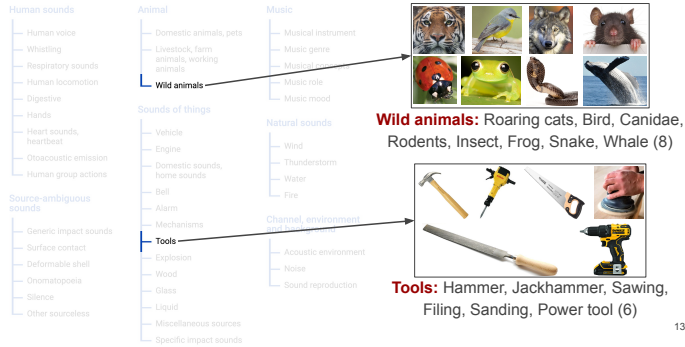 Human sounds
Human voice
Whistling
Respiratory sounds
Human locomotion
Digestive
Hands
Heart sounds,
heartbeat
Otoacoustic emission
Human group actions
Source-ambiguous
sounds
Generic impact sounds
Surface contact
Deformable shell
Onomatopoeia
Silence
Other sourceless
Animal
Domestic animals, pets
Livestock, farm
animals, working
animals
Wild animals
Sounds of things
Vehicle
Engine
Domestic sounds,
home sounds
Bell
Alarm
Mechanisms
Tools
Explosion
Wood
Glass
Liquid
Miscellaneous sources
Specific impact sounds
Music
Musical instrument
Music genre
Musical concepts
Music role
Music mood
Natural sounds
Wind
Thunderstorm
Water
Fire
Channel, environment
and background
Acoustic environment
Noise
Sound reproduction
Wild animals: Roaring cats, Bird, Canidae,
Rodents, Insect, Frog, Snake, Whale (8)
Tools: Hammer, Jackhammer, Sawing,
Filing, Sanding, Power tool (6)
13